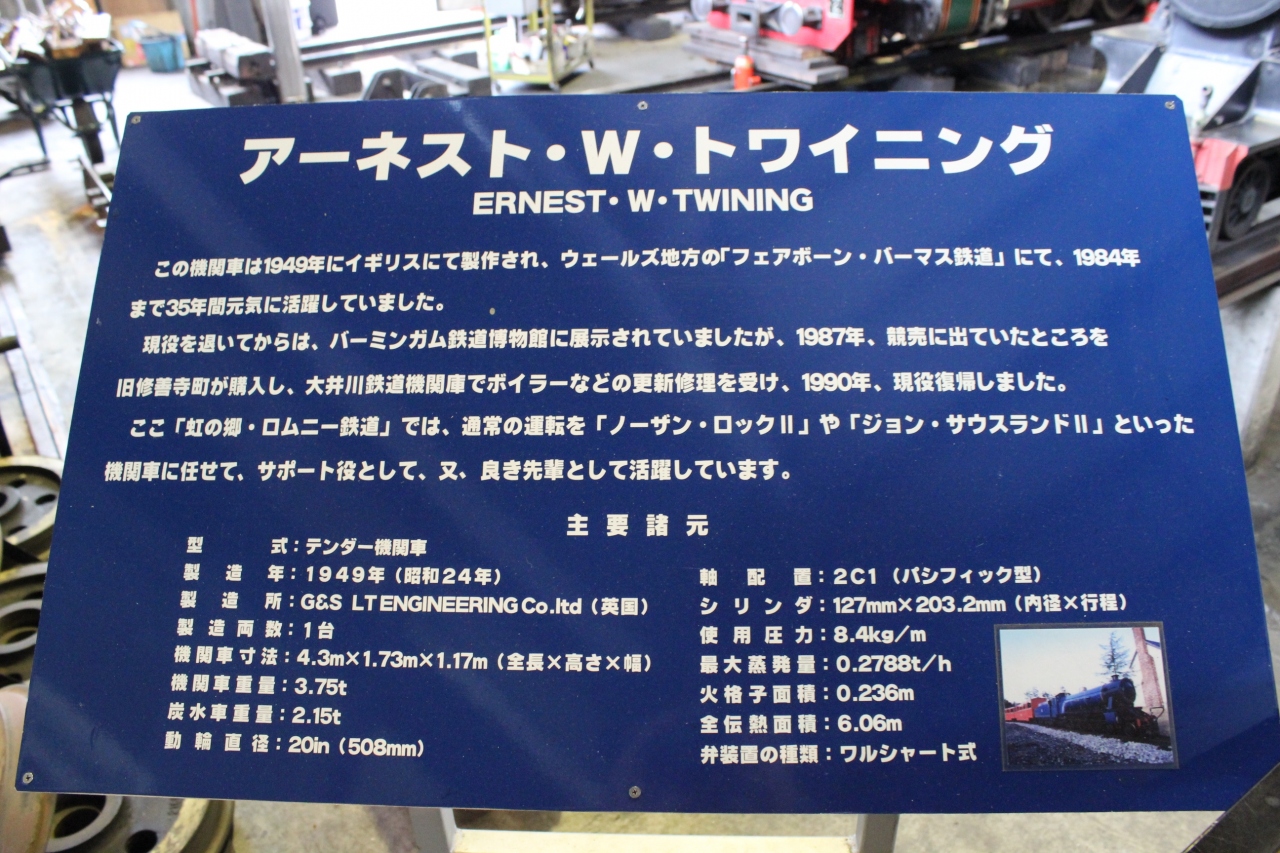 アーネスト・W・トワイニング
ERNEST・W・TWINING
この機関車は1949年にイギリスにて製作され、ウェールズ地方の「フェアボーン・バーマス鉄道」にて、1984年
まで35年間元気に活躍していました。
現役を退いてからは、バーミンガム鉄道博物館に展示されていましたが、1987年、競売に出ていたところを
旧修善寺町が購入し、大井川鉄道機関庫でボイラーなどの更新修理を受け、1990年、現役復帰しました。
ここ「虹の郷・ロムニー鉄道」では、通常の運転を「ノーザン・ロックⅡ」や「ジョン・サウスランドⅡ」といった
機関車に任せて、サポート役として、又、良き先輩として活躍しています。
主要諸元
型式：テンダー機関車
製造年：1949年（昭和24年）
製造所：G&S LT ENGINEERING Co.ltd（英国）
製造両数：1台
機関車寸法：4.3m×1.73m×1.17m（全長×高さ×幅）
機関車重量：3.75t
炭水車重量：2.15t
動輪直径：20in（508mm）
軸配置：2C1（パシフィック型）
シリンダ：127mm×203.2mm（内径×行程）
使用圧力：8.4kg／m
最大蒸発量：0.2788t／h
火格子面積：0.236m
全伝熱面積：6.06m
弁装置の種類：ワルシャート式